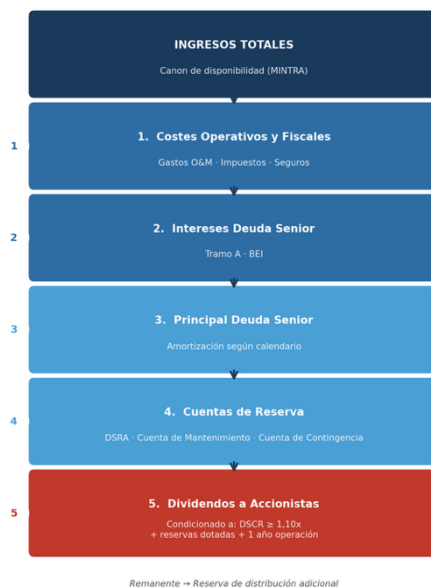 INGRESOS TOTALES
Canon de disponibilidad (MINTRA)
1
1. Costes Operativos y Fiscales
Gastos O&M · Impuestos · Seguros
2
2. Intereses Deuda Senior
Tramo A · BEI
3
3. Principal Deuda Senior
Amortización según calendario
4
4. Cuentas de Reserva
DSRA · Cuenta de Mantenimiento · Cuenta de Contingencia
5
5. Dividendos a Accionistas
Condicionado a: DSCR ≥ 1,10x
+ reservas dotadas + 1 año operación
Remanente → Reserva de distribución adicional